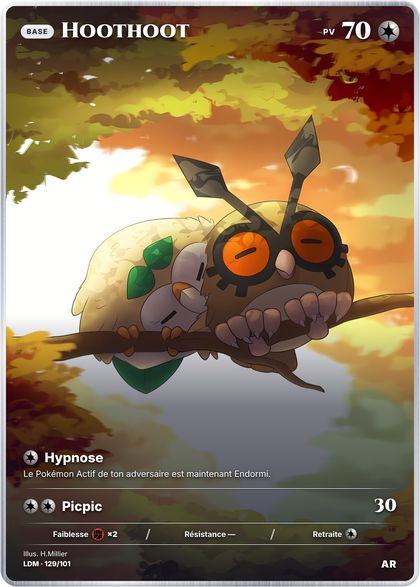 BASE HOOTHOOT PV 70
Hypnose
Le Pokémon Actif de ton adversaire est maintenant Endormi.
Picpic 30
Faiblesse ×2 / Résistance — / Retraite
Illus. H.Millier
LDM · 129/101 AR